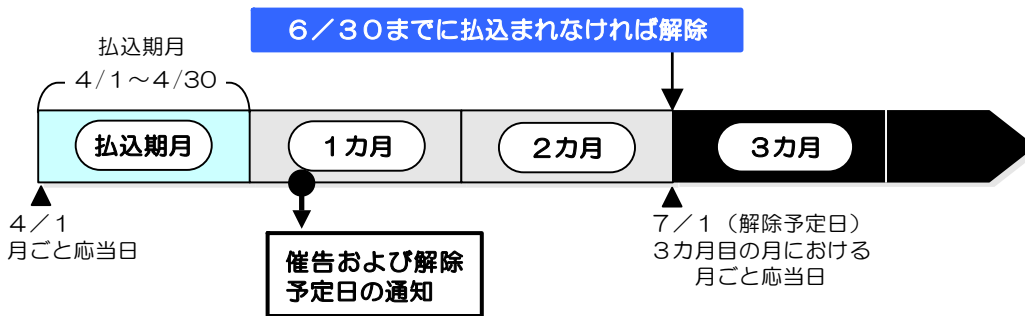 6/30までに払込まれなければ解除
払込期月
4/1~4/30
払込期月
1カ月
2カ月
3カ月
4/1
月ごと応当日
催告および解除
予定日の通知
7/1(解除予定日)
3カ月目の月における
月ごと応当日